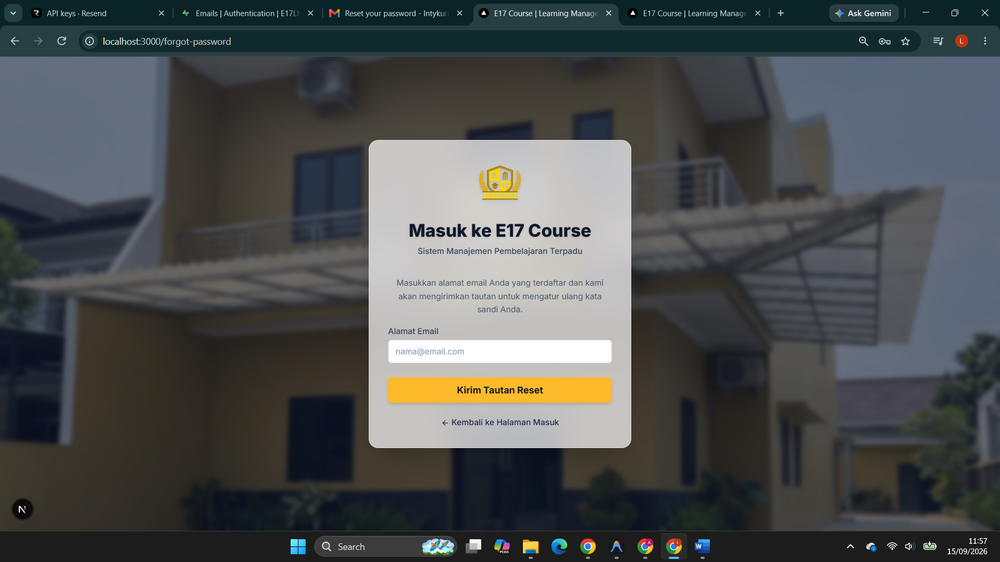 API keys · Resend
Emails | Authentication | E17LM
Reset your password - Intykurn
E17 Course | Learning Manage
E17 Course | Learning Manage
Ask Gemini
localhost:3000/forgot-password
L
Masuk ke E17 Course
Sistem Manajemen Pembelajaran Terpadu
Masukkan alamat email Anda yang terdaftar dan kami
akan mengirimkan tautan untuk mengatur ulang kata
sandi Anda.
Alamat Email
nama@email.com
Kirim Tautan Reset
← Kembali ke Halaman Masuk
N
Search
M365
A
L
W
11:57
15/09/2026